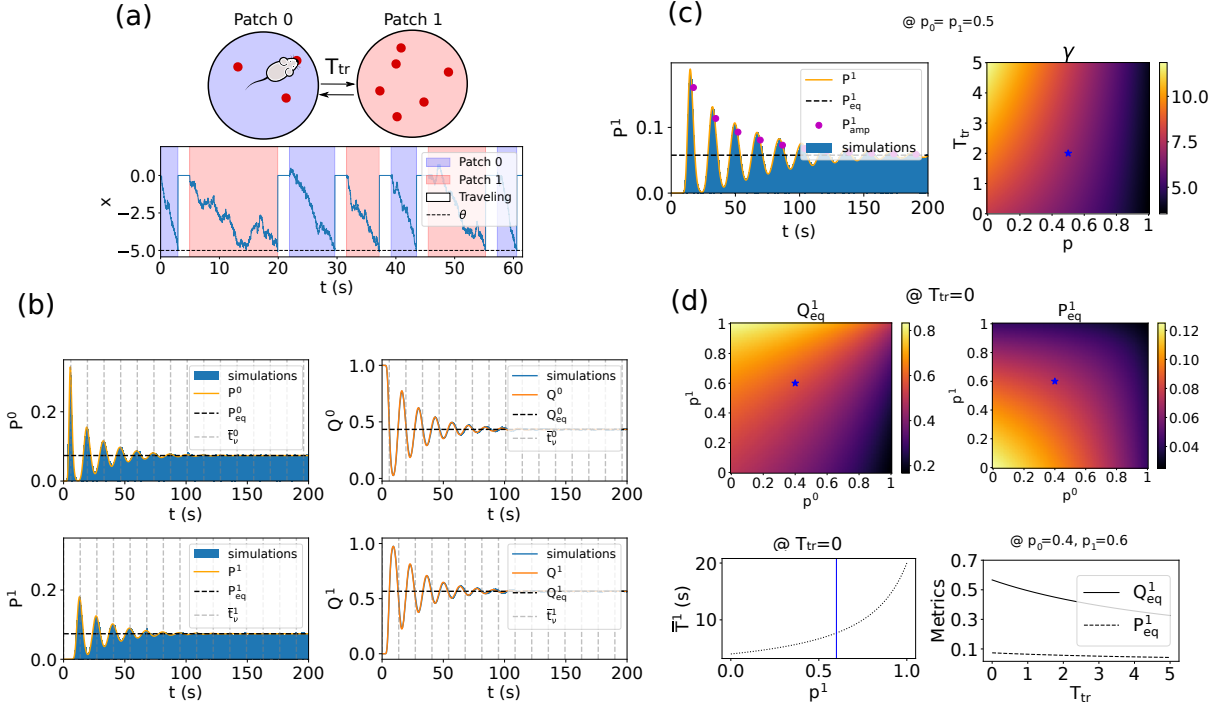 (a)
Patch 0
Patch 1
T_tr
x
0.0
−2.5
−5.0
Patch 0
Patch 1
Traveling
θ
0 10 20 30 40 50 60
t (s)
(b)
P^0
0.2
0.0
simulations
P^0
P^0_eq
t̄^0_ν
0 50 100 150 200
t (s)
Q^0
1.0
0.5
0.0
simulations
Q^0
Q^0_eq
t̄^0_ν
0 50 100 150 200
t (s)
P^1
0.2
0.0
simulations
P^1
P^1_eq
t̄^1_ν
0 50 100 150 200
t (s)
Q^1
1.0
0.5
0.0
simulations
Q^1
Q^1_eq
t̄^1_ν
0 50 100 150 200
t (s)
(c)
@ p_0= p_1=0.5
P^1
0.1
0.0
P^1
P^1_eq
P^1_amp
simulations
0 25 50 75 100 125 150 175 200
t (s)
γ
T_tr
5
4
3
2
1
0
0 0.2 0.4 0.6 0.8 1
p
10.0
7.5
5.0
(d)
@ T_tr=0
Q^1_eq
p^1
1
0.8
0.6
0.4
0.2
0
0 0.2 0.4 0.6 0.8 1
p^0
0.8
0.6
0.4
0.2
P^1_eq
p^1
1
0.8
0.6
0.4
0.2
0
0 0.2 0.4 0.6 0.8 1
p^0
0.12
0.10
0.08
0.06
0.04
@ T_tr=0
T̄^1 (s)
20
10
0.0 0.5 1.0
p^1
@ p_0=0.4, p_1=0.6
Metrics
0.7
0.5
0.3
0.1
Q^1_eq
P^1_eq
0 1 2 3 4 5
T_tr